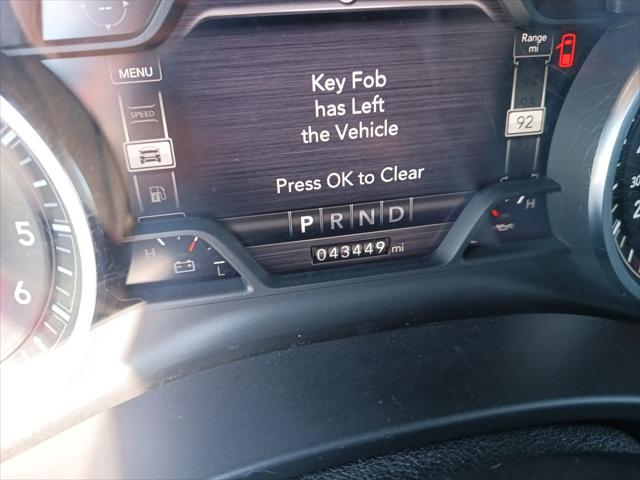 MENU
Range
mi
SPEED
Key Fob
has Left
the Vehicle
92
Press OK to Clear
PRND
H
L
043449 mi
H
5
6